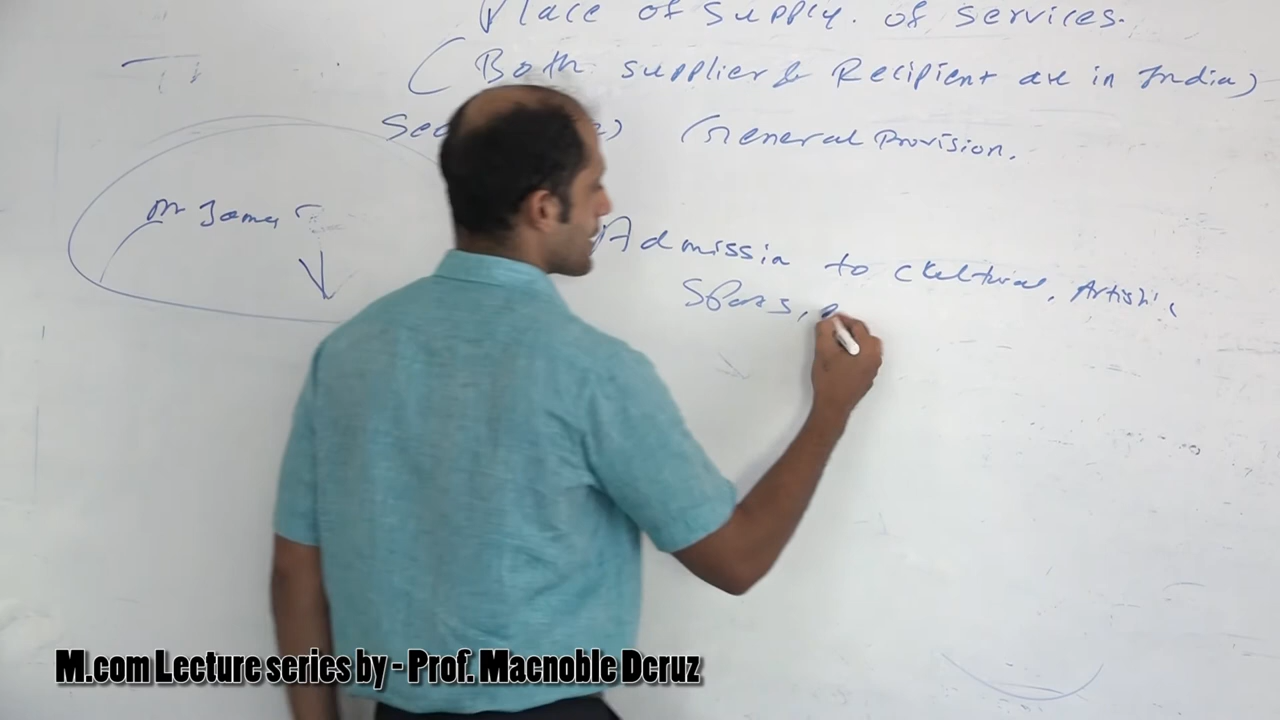 Place of supply. of services.
(Both supplier & Recipient are in India)
General Provision.
Mr James
Admission to Cultural, Artistic
Sports,
M.com Lecture series by - Prof. Macnoble Dcruz